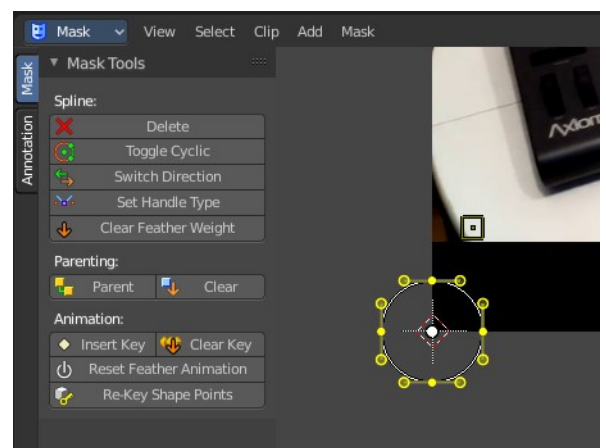 Mask View Select Clip Add Mask
Mask
Annotation
Mask Tools
Spline:
Delete
Toggle Cyclic
Switch Direction
Set Handle Type
Clear Feather Weight
Parenting:
Parent Clear
Animation:
Insert Key Clear Key
Reset Feather Animation
Re-Key Shape Points
Axiom